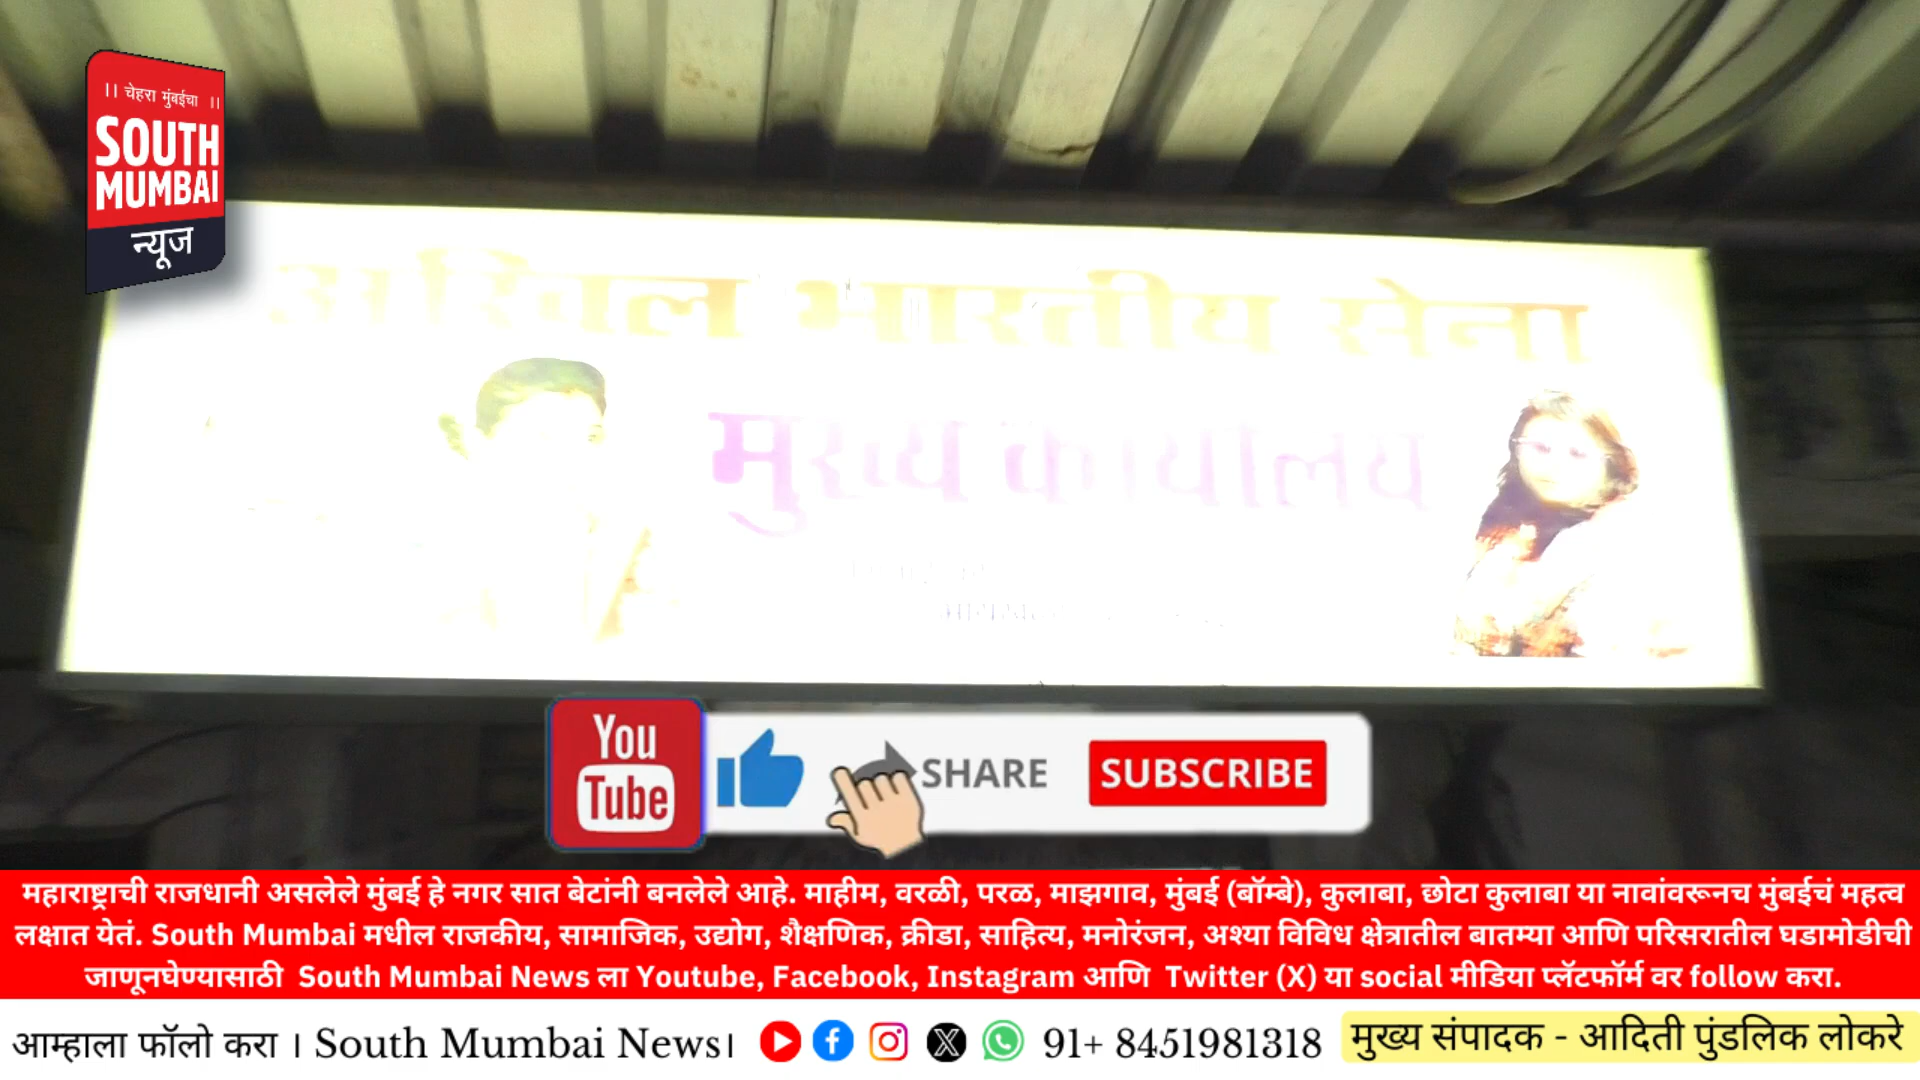 ।। चेहरा मुंबईचा ।।
SOUTH
MUMBAI
न्यूज
अखिल भारतीय सेना
मुख्य कार्यालय
You
Tube
SHARE
SUBSCRIBE
महाराष्ट्राची राजधानी असलेले मुंबई हे नगर सात बेटांनी बनलेले आहे. माहीम, वरळी, परळ, माझगाव, मुंबई (बॉम्बे), कुलाबा, छोटा कुलाबा या नावांवरूनच मुंबईचं महत्व
लक्षात येतं. South Mumbai मधील राजकीय, सामाजिक, उद्योग, शैक्षणिक, क्रीडा, साहित्य, मनोरंजन, अश्या विविध क्षेत्रातील बातम्या आणि परिसरातील घडामोडीची
जाणूनघेण्यासाठी South Mumbai News ला Youtube, Facebook, Instagram आणि Twitter (X) या social मीडिया प्लॅटफॉर्म वर follow करा.
आम्हाला फॉलो करा । South Mumbai News। 91+ 8451981318 मुख्य संपादक - आदिती पुंडलिक लोकरे